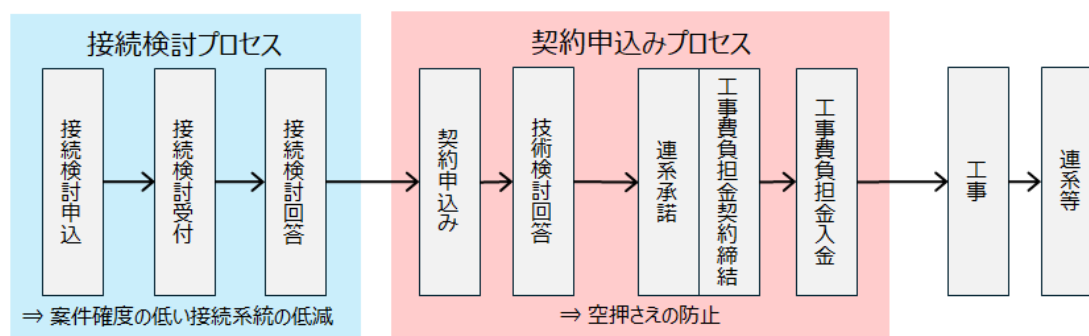 接続検討プロセス
契約申込みプロセス
接続検討申込
接続検討受付
接続検討回答
契約申込み
技術検討回答
連系承諾
工事費負担金契約締結
工事費負担金入金
工事
連系等
⇒ 案件確度の低い接続系統の低減
⇒ 空押さえの防止